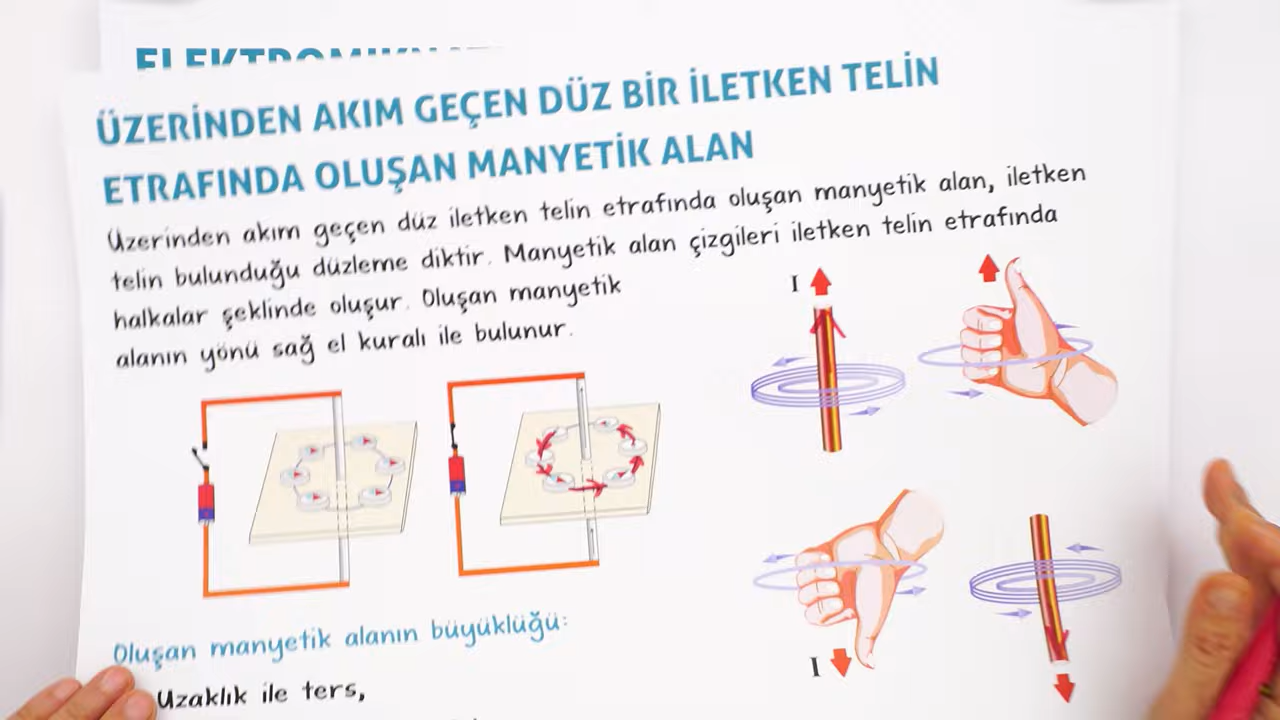 ÜZERİNDEN AKIM GEÇEN DÜZ BİR İLETKEN TELİN
ETRAFINDA OLUŞAN MANYETİK ALAN
Üzerinden akım geçen düz iletken telin etrafında oluşan manyetik alan, iletken
telin bulunduğu düzleme diktir. Manyetik alan çizgileri iletken telin etrafında
halkalar şeklinde oluşur. Oluşan manyetik
alanın yönü sağ el kuralı ile bulunur.
I
I
Oluşan manyetik alanın büyüklüğü:
Uzaklık ile ters,